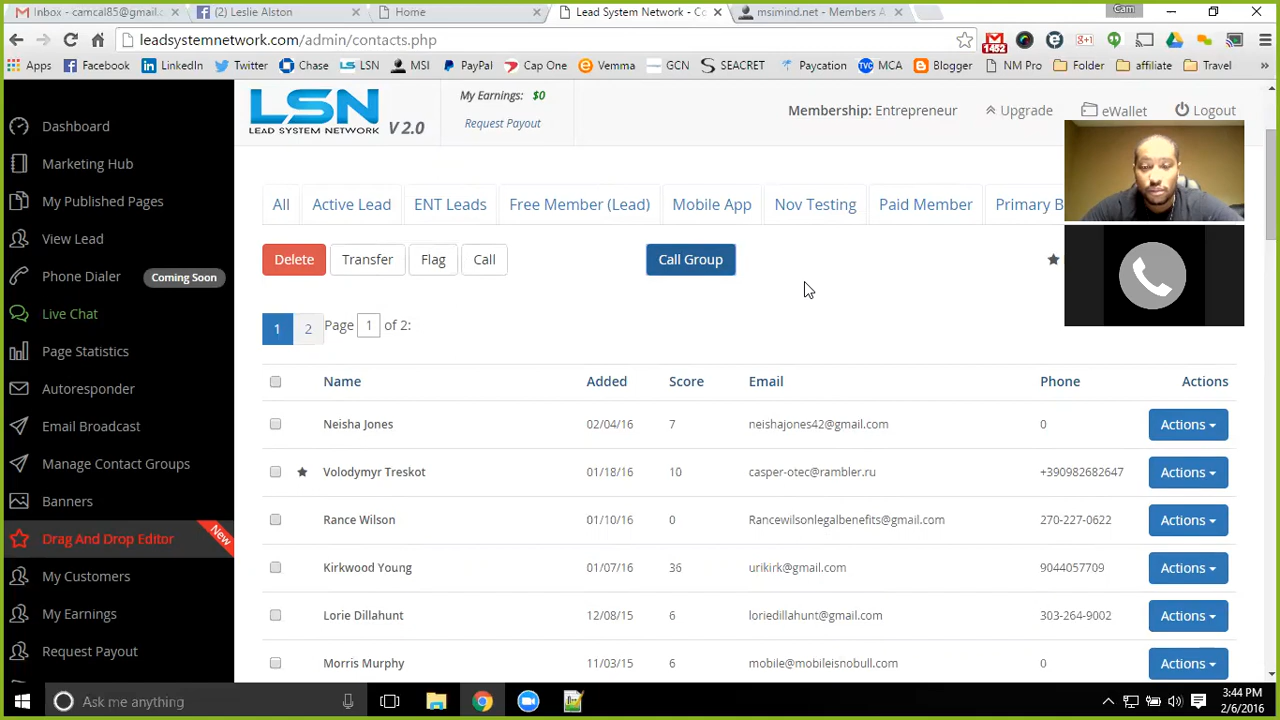 Inbox - camcal85@gmail.c
(2) Leslie Alston
Home
Lead System Network - Co
msimind.net - Members A
Cam
leadsystemnetwork.com/admin/contacts.php
1452
Apps
Facebook
LinkedIn
Twitter
Chase
LSN
MSI
PayPal
Cap One
Vemma
GCN
SEACRET
Paycation
TVC
MCA
Blogger
NM Pro
Folder
affiliate
Travel
LSN
LEAD SYSTEM NETWORK
V 2.0
My Earnings: $0
Request Payout
Membership: Entrepreneur
Upgrade
eWallet
Logout
Dashboard
Marketing Hub
My Published Pages
View Lead
Phone Dialer
Coming Soon
Live Chat
Page Statistics
Autoresponder
Email Broadcast
Manage Contact Groups
Banners
Drag And Drop Editor
New
My Customers
My Earnings
Request Payout
All
Active Lead
ENT Leads
Free Member (Lead)
Mobile App
Nov Testing
Paid Member
Primary B
Delete
Transfer
Flag
Call
Call Group
1 2 Page 1 of 2:
Name Added Score Email Phone Actions
Neisha Jones 02/04/16 7 neishajones42@gmail.com 0 Actions
Volodymyr Treskot 01/18/16 10 casper-otec@rambler.ru +390982682647 Actions
Rance Wilson 01/10/16 0 Rancewilsonlegalbenefits@gmail.com 270-227-0622 Actions
Kirkwood Young 01/07/16 36 urikirk@gmail.com 9044057709 Actions
Lorie Dillahunt 12/08/15 6 loriedillahunt@gmail.com 303-264-9002 Actions
Morris Murphy 11/03/15 6 mobile@mobileisnobull.com 0 Actions
Ask me anything
3:44 PM
2/6/2016